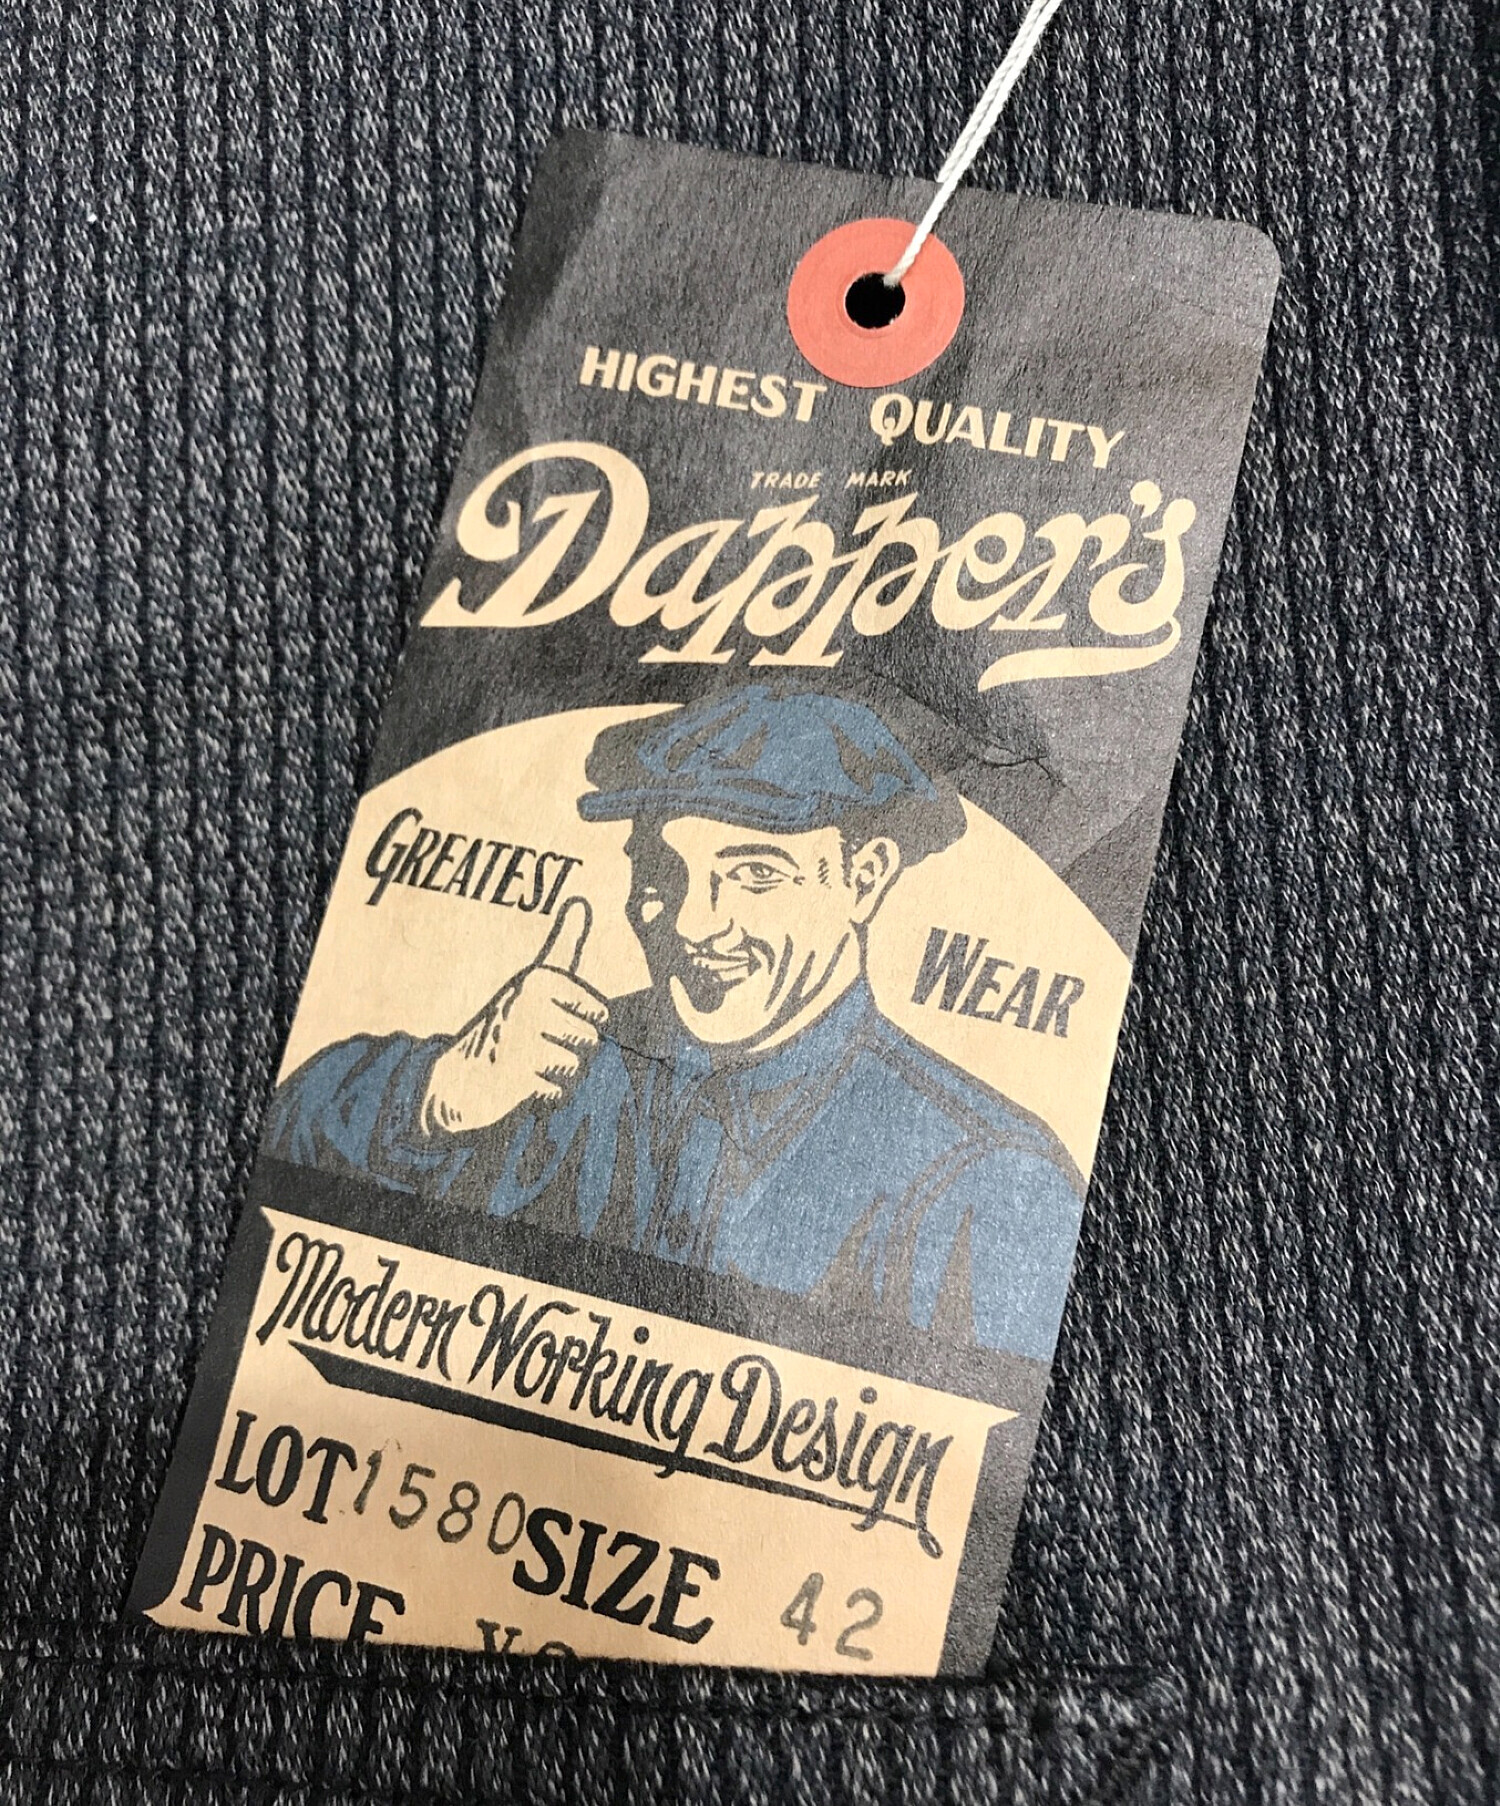 HIGHEST QUALITY
TRADE MARK
Dapper's
GREATEST WEAR
Modern Working Design
LOT 1580 SIZE 42
PRICE